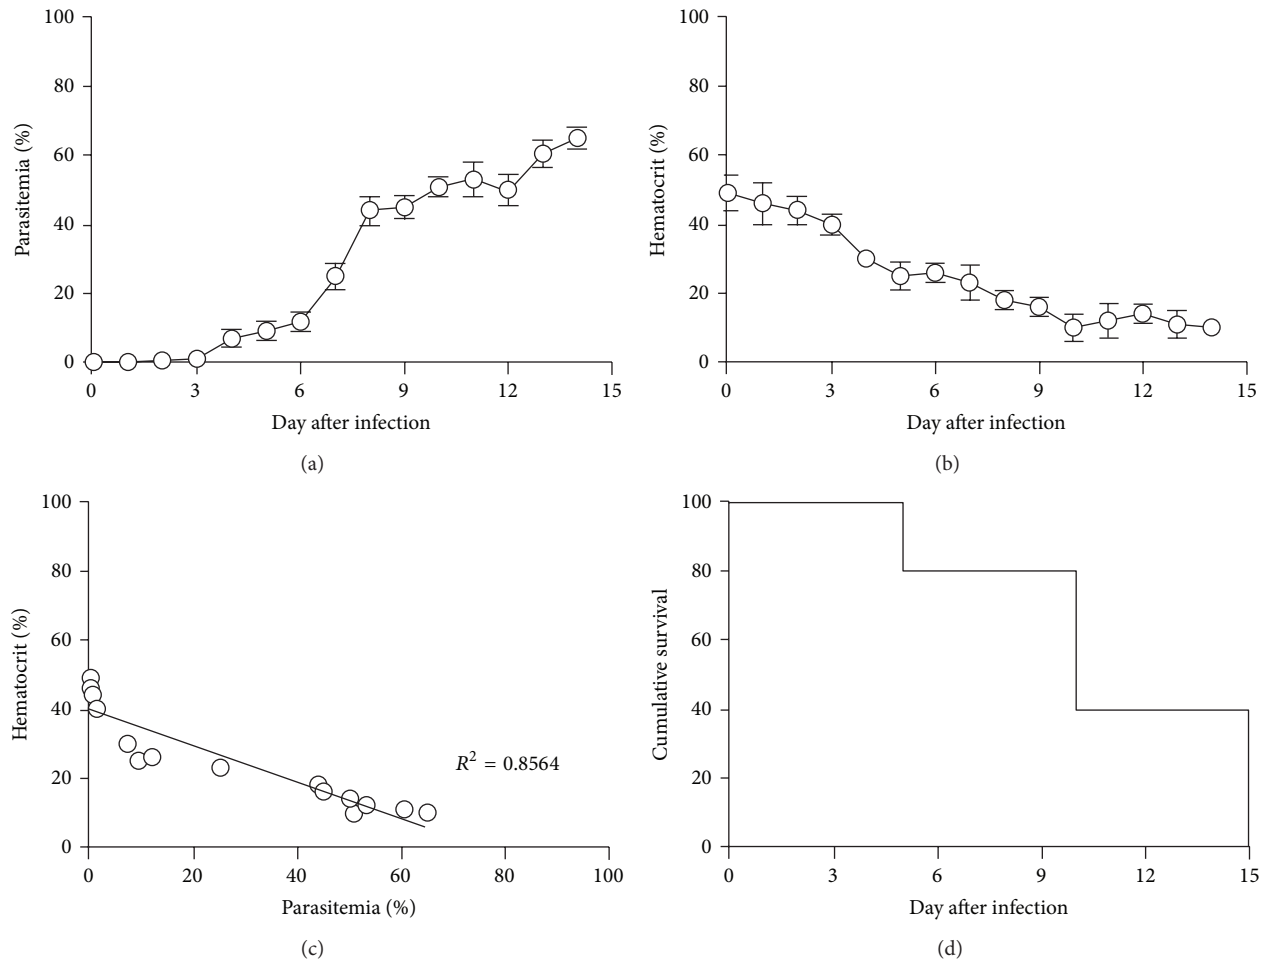 100
80
60
40
20
0
Parasitemia (%)
0 3 6 9 12 15
Day after infection
(a)
100
80
60
40
20
0
Hematocrit (%)
0 3 6 9 12 15
Day after infection
(b)
100
80
60
40
20
0
Hematocrit (%)
R² = 0.8564
0 20 40 60 80 100
Parasitemia (%)
(c)
100
80
60
40
20
0
Cumulative survival
0 3 6 9 12 15
Day after infection
(d)